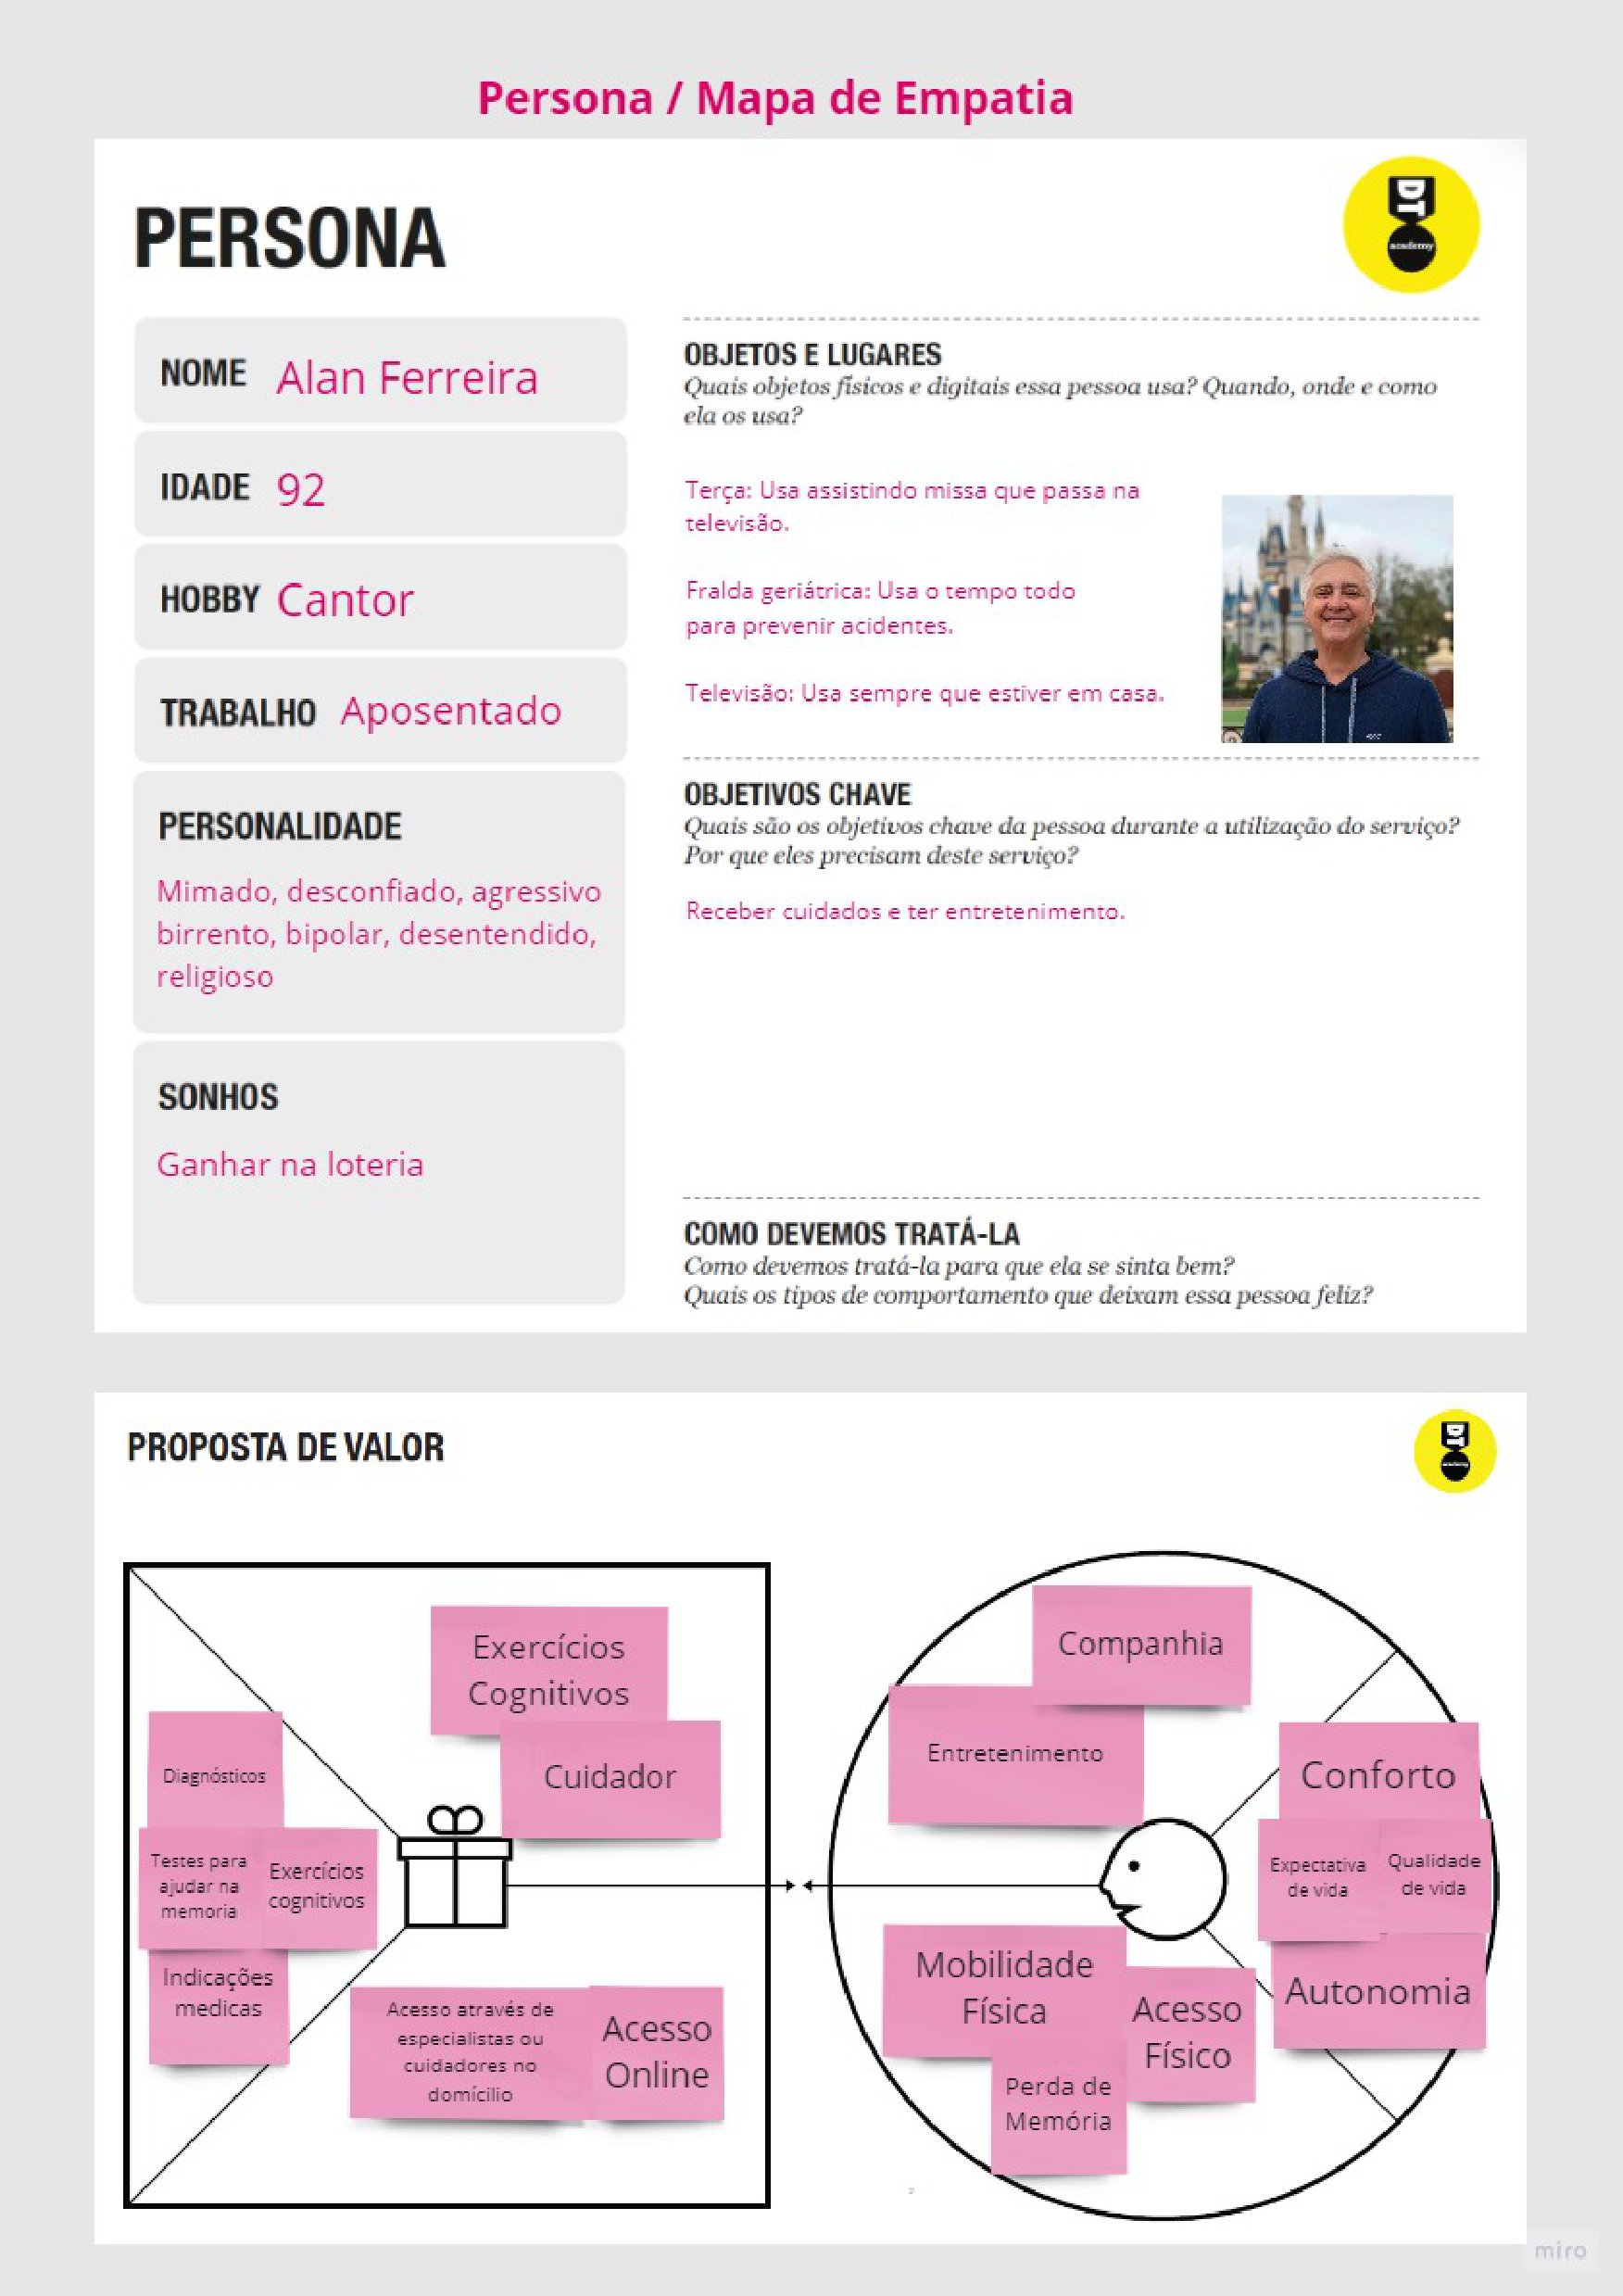 Persona / Mapa de Empatia
PERSONA
DT
academy
NOME Alan Ferreira
IDADE 92
HOBBY Cantor
TRABALHO Aposentado
PERSONALIDADE
Mimado, desconfiado, agressivo
birrento, bipolar, desentendido,
religioso
SONHOS
Ganhar na loteria
OBJETOS E LUGARES
Quais objetos físicos e digitais essa pessoa usa? Quando, onde e como
ela os usa?
Terça: Usa assistindo missa que passa na
televisão.
Fralda geriátrica: Usa o tempo todo
para prevenir acidentes.
Televisão: Usa sempre que estiver em casa.
OBJETIVOS CHAVE
Quais são os objetivos chave da pessoa durante a utilização do serviço?
Por que eles precisam deste serviço?
Receber cuidados e ter entretenimento.
COMO DEVEMOS TRATÁ-LA
Como devemos tratá-la para que ela se sinta bem?
Quais os tipos de comportamento que deixam essa pessoa feliz?
PROPOSTA DE VALOR
DT
academy
Exercícios
Cognitivos
Cuidador
Diagnósticos
Testes para
ajudar na
memoria
Exercícios
cognitivos
Indicações
medicas
Acesso através de
especialistas ou
cuidadores no
domícilio
Acesso
Online
Companhia
Entretenimento
Conforto
Expectativa
de vida
Qualidade
de vida
Autonomia
Mobilidade
Física
Acesso
Físico
Perda de
Memória
miro